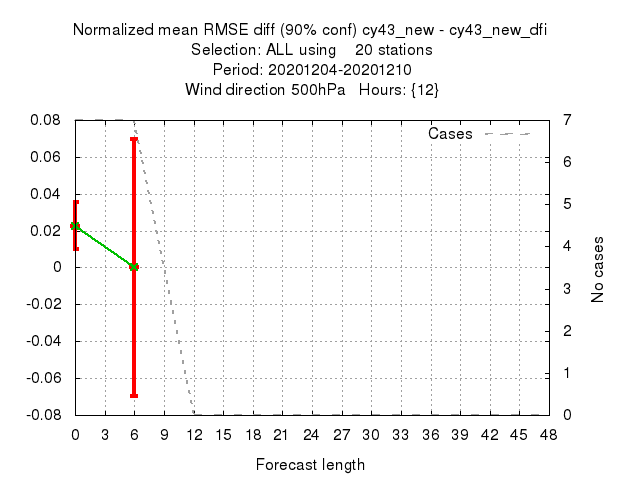 Normalized mean RMSE diff (90% conf) cy43_new - cy43_new_dfi
Selection: ALL using 20 stations
Period: 20201204-20201210
Wind direction 500hPa Hours: {12}
Cases
0.08
0.06
0.04
0.02
0
-0.02
-0.04
-0.06
-0.08
7
6
5
4
3
2
1
0
No cases
0 3 6 9 12 15 18 21 24 27 30 33 36 39 42 45 48
Forecast length